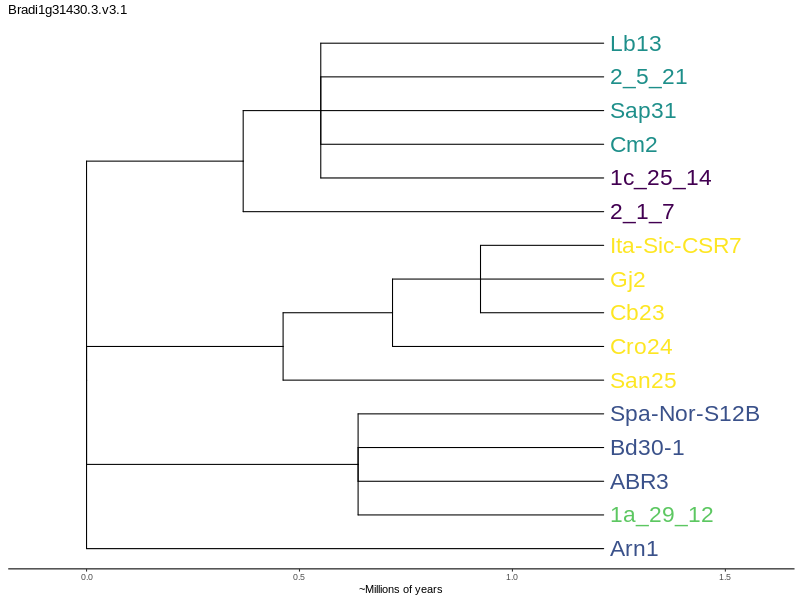 Bradi1g31430.3.v3.1
Lb13
2_5_21
Sap31
Cm2
1c_25_14
2_1_7
Ita-Sic-CSR7
Gj2
Cb23
Cro24
San25
Spa-Nor-S12B
Bd30-1
ABR3
1a_29_12
Arn1
0.0 0.5 1.0 1.5
~Millions of years